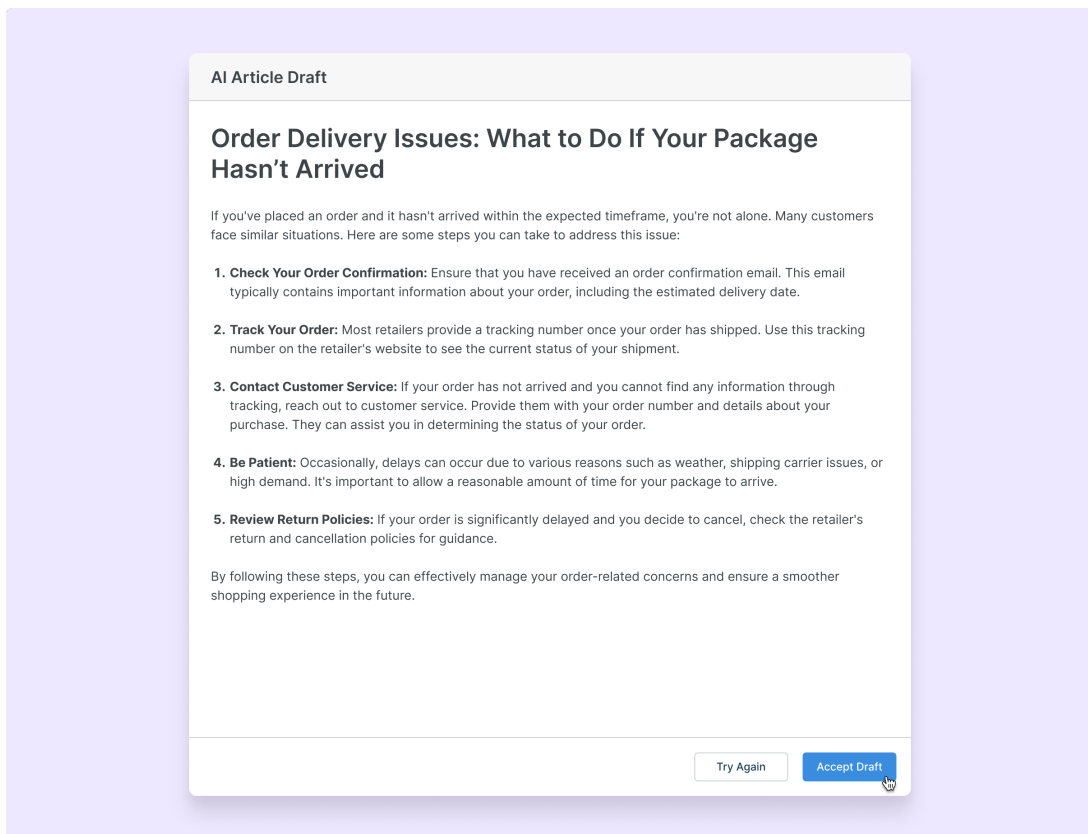 AI Article Draft
Order Delivery Issues: What to Do If Your Package
Hasn’t Arrived
If you've placed an order and it hasn't arrived within the expected timeframe, you're not alone. Many customers
face similar situations. Here are some steps you can take to address this issue:
1. Check Your Order Confirmation: Ensure that you have received an order confirmation email. This email
typically contains important information about your order, including the estimated delivery date.
2. Track Your Order: Most retailers provide a tracking number once your order has shipped. Use this tracking
number on the retailer's website to see the current status of your shipment.
3. Contact Customer Service: If your order has not arrived and you cannot find any information through
tracking, reach out to customer service. Provide them with your order number and details about your
purchase. They can assist you in determining the status of your order.
4. Be Patient: Occasionally, delays can occur due to various reasons such as weather, shipping carrier issues, or
high demand. It's important to allow a reasonable amount of time for your package to arrive.
5. Review Return Policies: If your order is significantly delayed and you decide to cancel, check the retailer's
return and cancellation policies for guidance.
By following these steps, you can effectively manage your order-related concerns and ensure a smoother
shopping experience in the future.
Try Again
Accept Draft